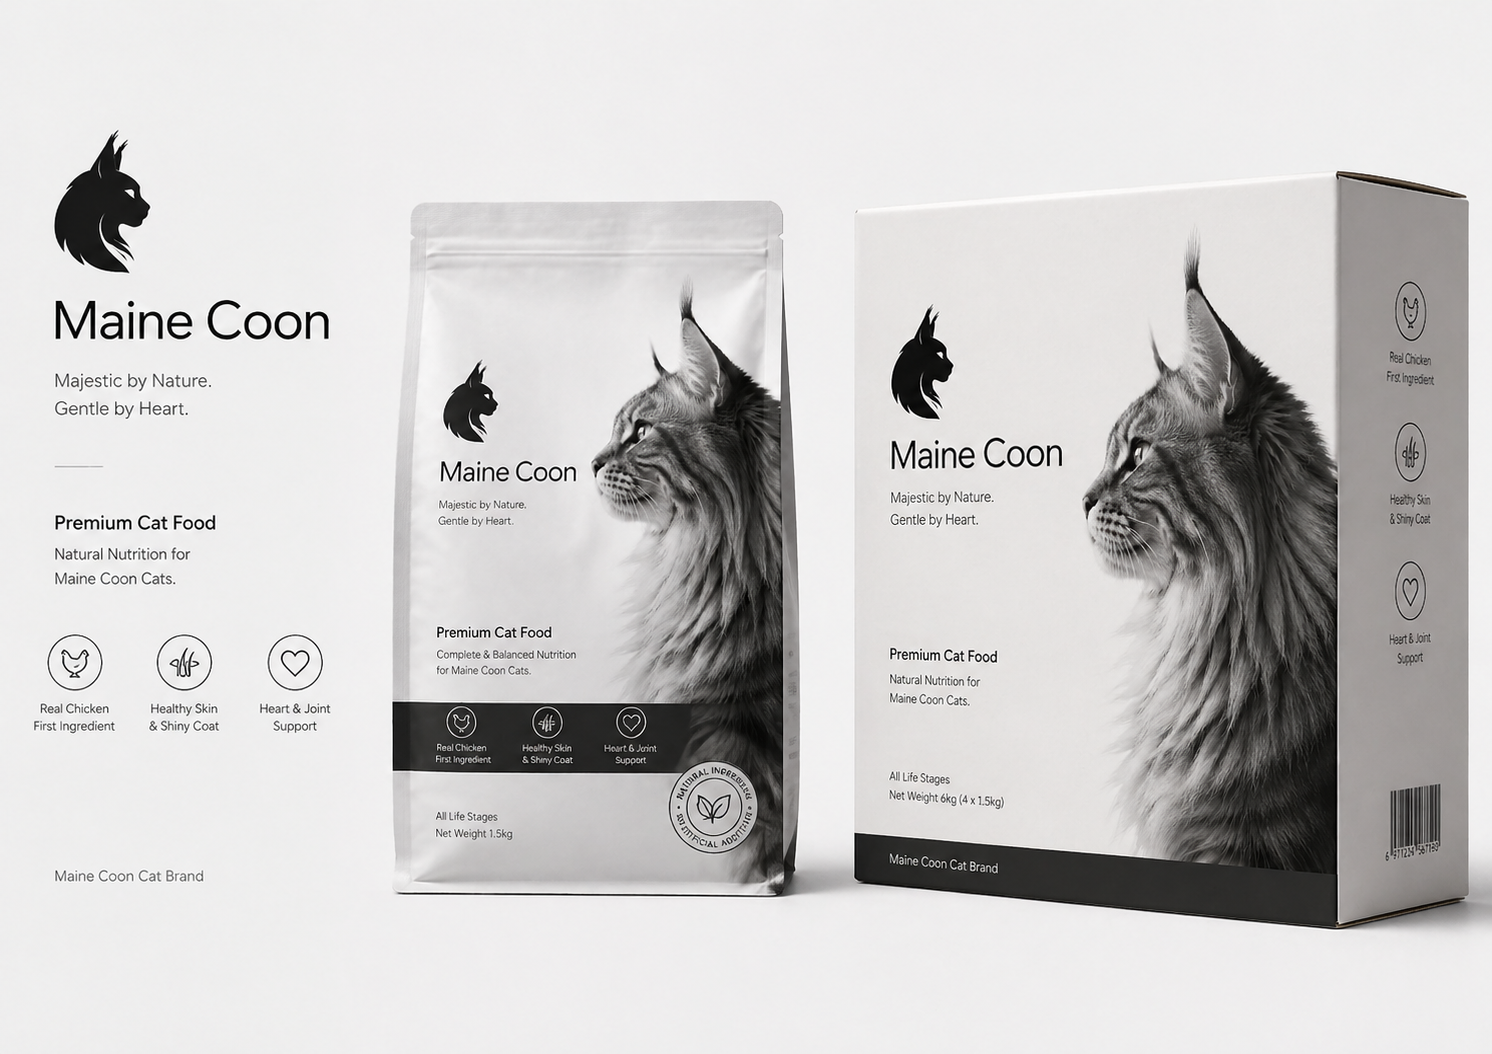 Maine Coon
Majestic by Nature.
Gentle by Heart.
Premium Cat Food
Natural Nutrition for
Maine Coon Cats.
Real Chicken
First Ingredient
Healthy Skin
& Shiny Coat
Heart & Joint
Support
Maine Coon Cat Brand
Maine Coon
Majestic by Nature.
Gentle by Heart.
Premium Cat Food
Complete & Balanced Nutrition
for Maine Coon Cats.
Real Chicken
First Ingredient
Healthy Skin
& Shiny Coat
Heart & Joint
Support
All Life Stages
Net Weight 1.5kg
NATURAL
Maine Coon
Majestic by Nature.
Gentle by Heart.
Premium Cat Food
Natural Nutrition for
Maine Coon Cats.
All Life Stages
Net Weight 6kg (4 x 1.5kg)
Maine Coon Cat Brand
Real Chicken
First Ingredient
Healthy Skin
& Shiny Coat
Heart & Joint
Support